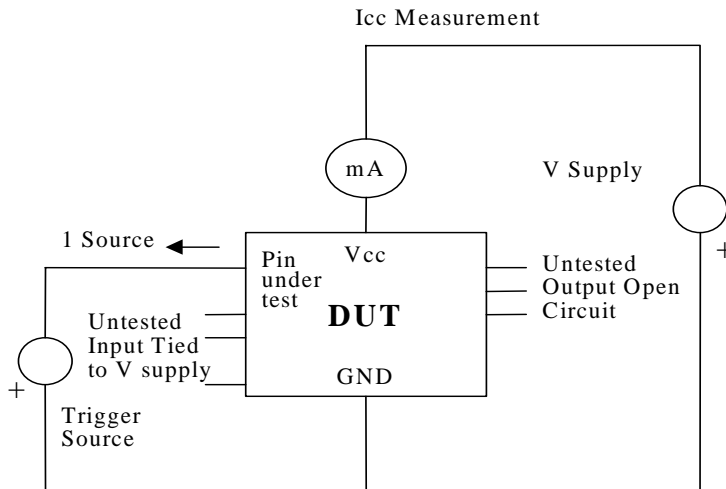 Icc Measurement
mA
V Supply
+
1 Source
Vcc
Pin
under
test
DUT
GND
Untested
Output Open
Circuit
Untested
Input Tied
to V supply
+
Trigger
Source